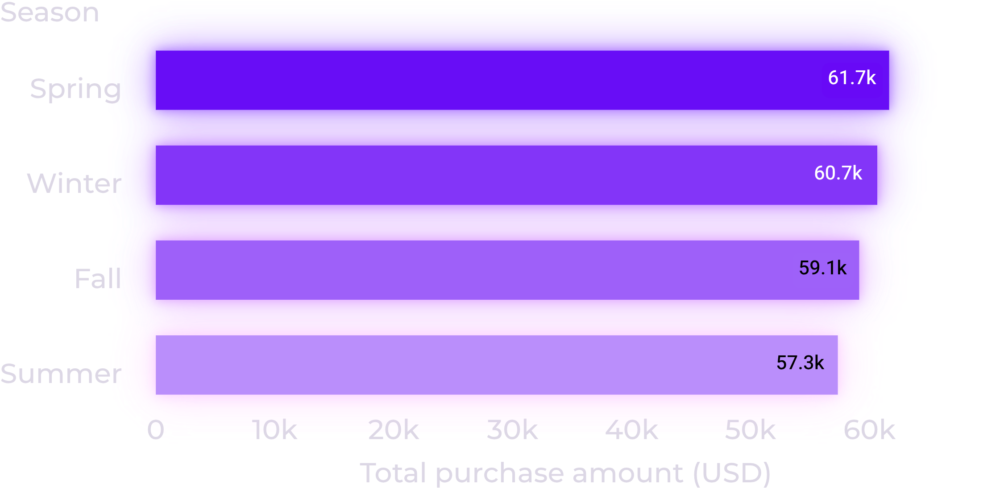 Season
Spring 61.7k
Winter 60.7k
Fall 59.1k
Summer 57.3k
0 10k 20k 30k 40k 50k 60k
Total purchase amount (USD)